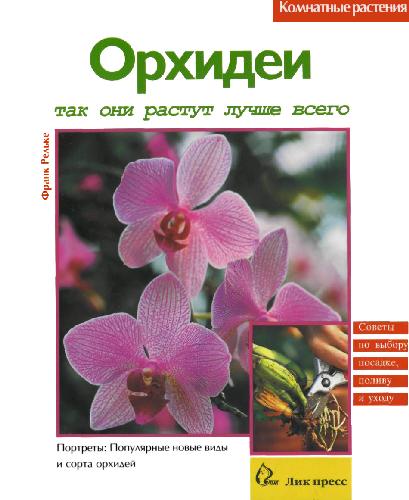 Комнатные растения
Орхидеи
так они растут лучше всего
Франк Рельке
Советы
по выбору
посадке,
поливу
и уходу
Портреты: Популярные новые виды
и сорта орхидей
Лик пресс